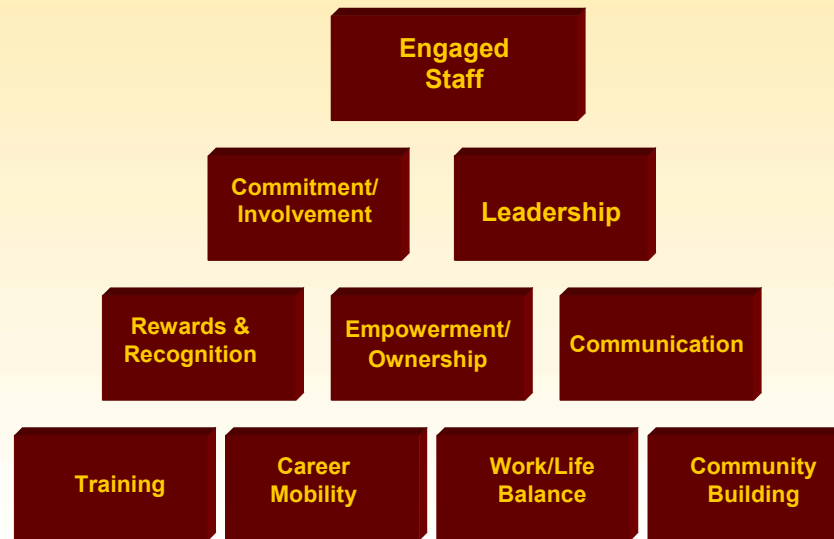 Engaged
Staff
Commitment/
Involvement
Leadership
Rewards &
Recognition
Empowerment/
Ownership
Communication
Training
Career
Mobility
Work/Life
Balance
Community
Building